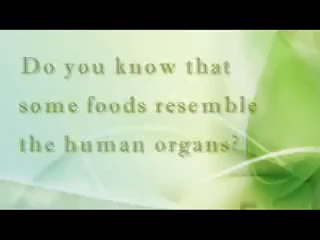 Do you know that
some foods resemble
the human organs?